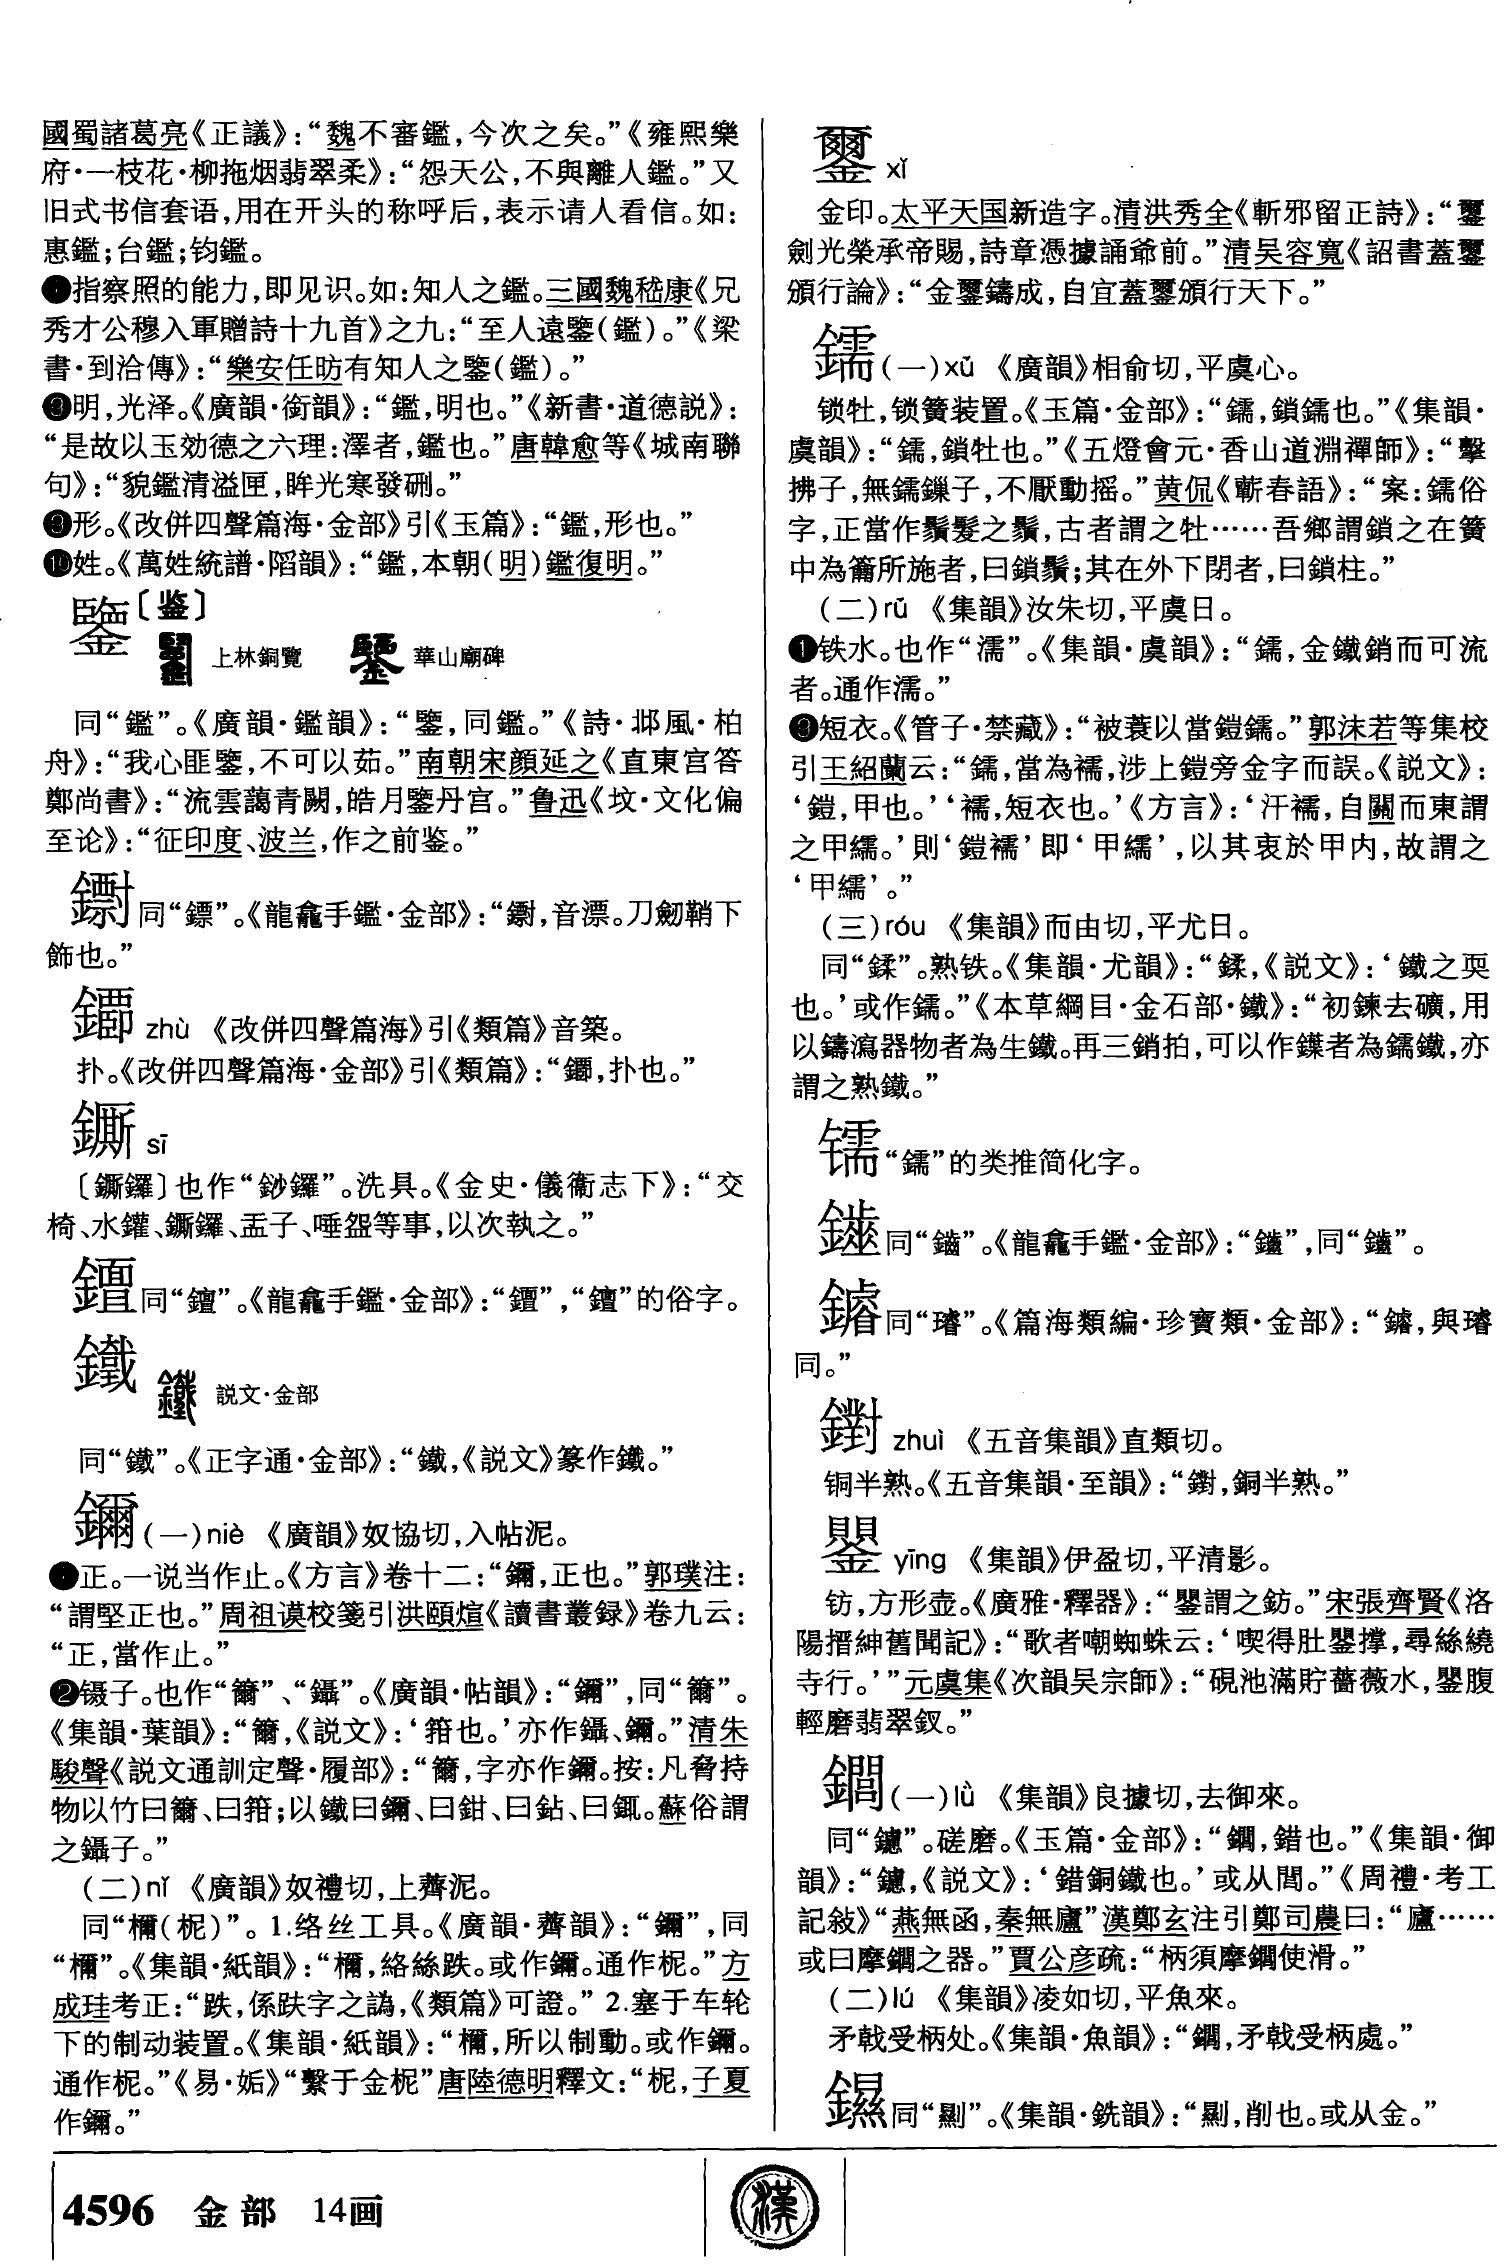 國蜀諸葛亮《正議》：“魏不審鑑，今次之矣。”《雍熙樂
府·一枝花·柳拖烟翡翠柔》：“怨天公，不與離人鑑。”又
旧式书信套语，用在开头的称呼后，表示请人看信。如：
惠鑑；台鑑；钧鑑。
指察照的能力，即见识。如：知人之鑑。三國魏嵇康《兄
秀才公穆入軍贈詩十九首》之九：“至人遠鑒(鑑)。”《梁
書·到洽傳》：“樂安任昉有知人之鑒(鑑)。”
明，光泽。《廣韻·銜韻》：“鑑，明也。”《新書·道德説》：
“是故以玉効德之六理：澤者，鑑也。”唐韓愈等《城南聯
句》：“貌鑑清溢匣，眸光寒發硎。”
形。《改併四聲篇海·金部》引《玉篇》：“鑑，形也。”
❿姓。《萬姓統譜·陷韻》：“鑑，本朝(明)鑑復明。”
鑒〔鉴〕
上林銅鑒 華山廟碑
同“鑑”。《廣韻·鑑韻》：“鑒，同鑑。”《詩·邶風·柏
舟》：“我心匪鑒，不可以茹。”南朝宋顔延之《直東宫答
鄭尚書》：“流雲藹青闕，皓月鑒丹宫。”鲁迅《坟·文化偏
至论》：“征印度、波兰，作之前鉴。”
同“鏢”。《龍龕手鑑·金部》：“音漂。刀劒鞘下
飾也。”
zhù 《改併四聲篇海》引《類篇》音築。
扑。《改併四聲篇海·金部》引《類篇》：“扑也。”
鐁 sī
〔鐁鑼〕也作“鈔鑼”。洗具。《金史·儀衞志下》：“交
椅、水鑵、鐁鑼、盂子、唾盌等事，以次執之。”
同“鐔”。《龍龕手鑑·金部》：的俗字。
鐵 説文·金部
同“鐵”。《正字通·金部》：“鐵，《説文》篆作鐵。”
鑈(一)niè 《廣韻》奴協切，入帖泥。
正。一说当作止。《方言》卷十二：“鑈，正也。”郭璞注：
“謂堅正也。”周祖谟校笺引洪頤煊《讀書叢録》卷九云：
“正，當作止。”
❷镊子。也作“籋”、“鑷”。《廣韻·帖韻》：“鑈”，同“籋”。
《集韻·葉韻》：“籋，《説文》：‘箝也。’亦作鑷、鑈。”清朱
駿聲《説文通訓定聲·履部》：“籋，字亦作鑈。按：凡脅持
物以竹曰籋、曰箝；以鐵曰鑈、曰鉗、曰鉆、曰鋷。蘇俗謂
之鑷子。”
(二)nǐ 《廣韻》奴禮切，上薺泥。
同“檷(柅)”。1.络丝工具。《廣韻·薺韻》：“鑈”，同
“檷”。《集韻·紙韻》：“檷，絡絲趺。或作鑈。通作柅。”方
成珪考正：“趺，係跗字之譌，《類篇》可證。” 2.塞于车轮
下的制动装置。《集韻·紙韻》：“檷，所以制動。或作鑈。
通作柅。”《易·姤》“繫于金柅”唐陸德明釋文：“柅，子夏
作鑈。”
xǐ
金印。太平天国新造字。清洪秀全《斬邪留正詩》：
劍光榮承帝賜，詩章憑據誦爺前。”清吴容寬《詔書蓋璽
頒行論》：“金璽鑄成，自宜蓋璽頒行天下。”
鑐(一)xū 《廣韻》相俞切，平虞心。
锁牡，锁簧装置。《玉篇·金部》：“鑐，鎖鑐也。”《集韻·
虞韻》：“鑐，鎖牡也。”《五燈會元·香山道淵禪師》：“擊
拂子，無鑐鏁子，不厭動摇。”黄侃《蘄春語》：“案：鑐俗
字，正當作鬚髮之鬚，古者謂之牡……吾鄉謂鎖之在簧
中為籥所施者，曰鎖鬚；其在外下閉者，曰鎖柱。”
(二)rú 《集韻》汝朱切，平虞日。
❶铁水。也作“濡”。《集韻·虞韻》：“鑐，金鐵銷而可流
者。通作濡。”
短衣。《管子·禁藏》：“被蓑以當鎧鑐。”郭沫若等集校
引王紹蘭云：“鑐，當為襦，涉上鎧旁金字而誤。《説文》：
‘鎧，甲也。’‘襦，短衣也。’《方言》：‘汗襦，自關而東謂
之甲繻。’則‘鎧襦’即‘甲繻’，以其衷於甲内，故謂之
‘甲繻’。”
(三)róu 《集韻》而由切，平尤日。
同“鍒”。熟铁。《集韻·尤韻》：“鍒，《説文》：‘鐵之耎
也。’或作鑐。”《本草綱目·金石部·鐵》：“初鍊去礦，用
以鑄瀉器物者為生鐵。再三銷拍，可以作鍱者為鑐鐵，亦
謂之熟鐵。”
“鑐”的类推简化字。
《龍龕手鑑·金部》：
同“璿”。《篇海類編·珍寶類·金部》：“與璿
同。”
zhuì 《五音集韻》直類切。
铜半熟。《五音集韻·至韻》：“鐦，銅半熟。”
yīng 《集韻》伊盈切，平清影。
钫，方形壶。《廣雅·釋器》：“謂之鈁。”宋張齊賢《洛
陽搢紳舊聞記》：“歌者嘲蜘蛛云：‘喫得肚罌撑，尋絲繞
寺行。’”元虞集《次韻吴宗師》：“硯池滿貯薔薇水，罌腹
輕磨翡翠釵。”
(一)lǜ 《集韻》良據切，去御來。
同“鑢”。磋磨。《玉篇·金部》：“錯也。”《集韻·御
韻》：“鑢，《説文》：‘錯銅鐵也。’或从閭。”《周禮·考工
記敍》“燕無函，秦無廬”漢鄭玄注引鄭司農曰：“廬……
或曰摩鐧之器。”賈公彦疏：“柄須摩鐧使滑。”
(二)lú 《集韻》凌如切，平魚來。
矛戟受柄处。《集韻·魚韻》：“矛戟受柄處。”
《集韻·銑韻》：“削也。或从金。”
4596 金部 14画
漢